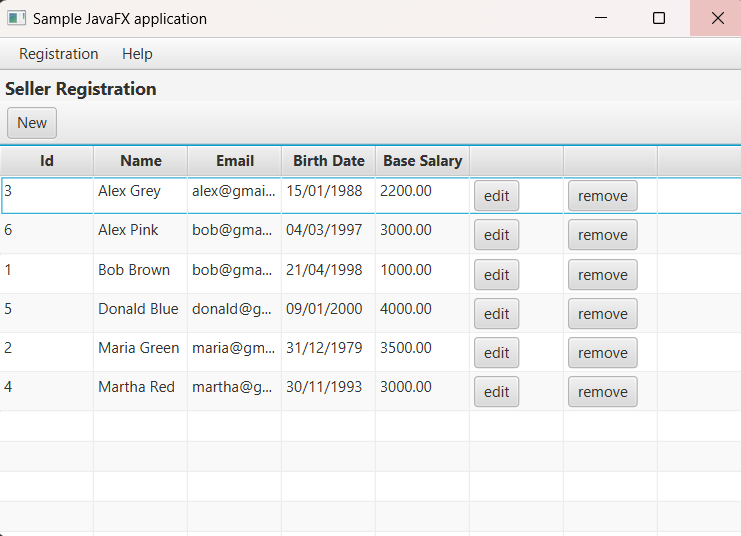 Sample JavaFX application
Registration Help
Seller Registration
New
Id Name Email Birth Date Base Salary
3 Alex Grey alex@gmai... 15/01/1988 2200.00 edit remove
6 Alex Pink bob@gma... 04/03/1997 3000.00 edit remove
1 Bob Brown bob@gma... 21/04/1998 1000.00 edit remove
5 Donald Blue donald@g... 09/01/2000 4000.00 edit remove
2 Maria Green maria@gm... 31/12/1979 3500.00 edit remove
4 Martha Red martha@g... 30/11/1993 3000.00 edit remove